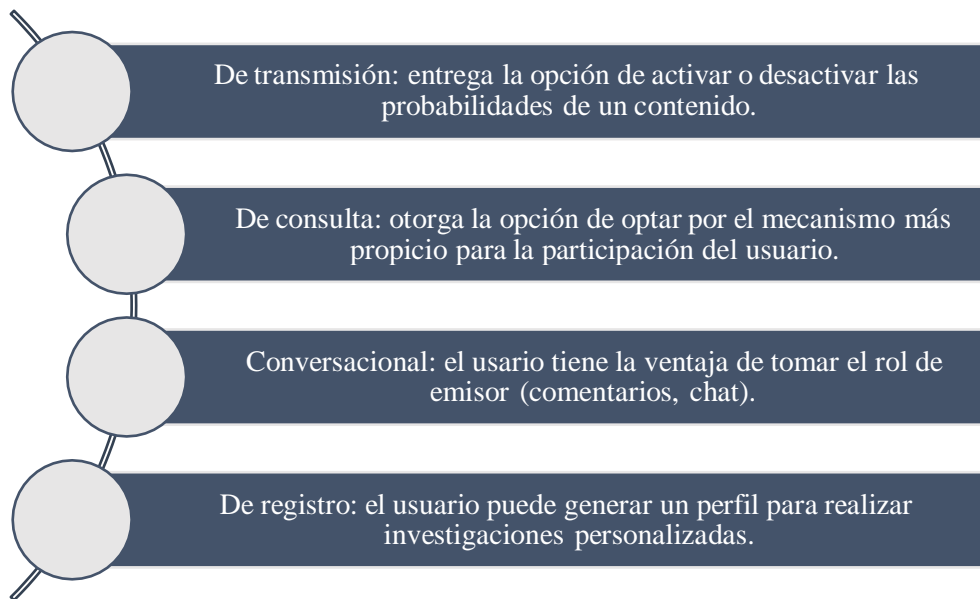 De transmisión: entrega la opción de activar o desactivar las
probabilidades de un contenido.
De consulta: otorga la opción de optar por el mecanismo más
propicio para la participación del usuario.
Conversacional: el usario tiene la ventaja de tomar el rol de
emisor (comentarios, chat).
De registro: el usuario puede generar un perfil para realizar
investigaciones personalizadas.